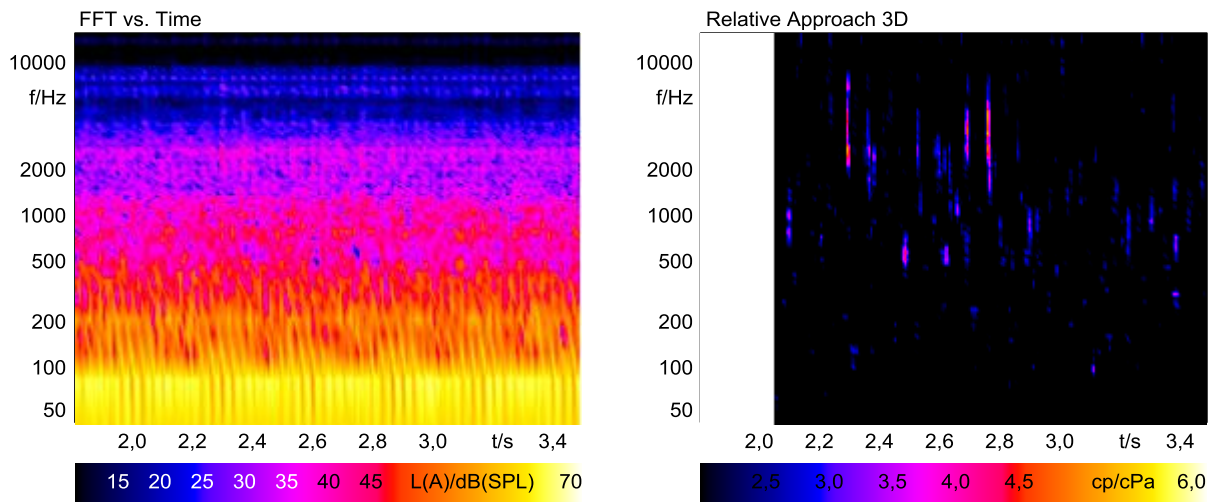 FFT vs. Time
10000
f/Hz
2000
1000
500
200
100
50
2,0 2,2 2,4 2,6 2,8 3,0 t/s 3,4
15 20 25 30 35 40 45 L(A)/dB(SPL) 70
Relative Approach 3D
10000
f/Hz
2000
1000
500
200
100
50
2,0 2,2 2,4 2,6 2,8 3,0 t/s 3,4
2,5 3,5 4,0 4,5 cp/cPa 6,0